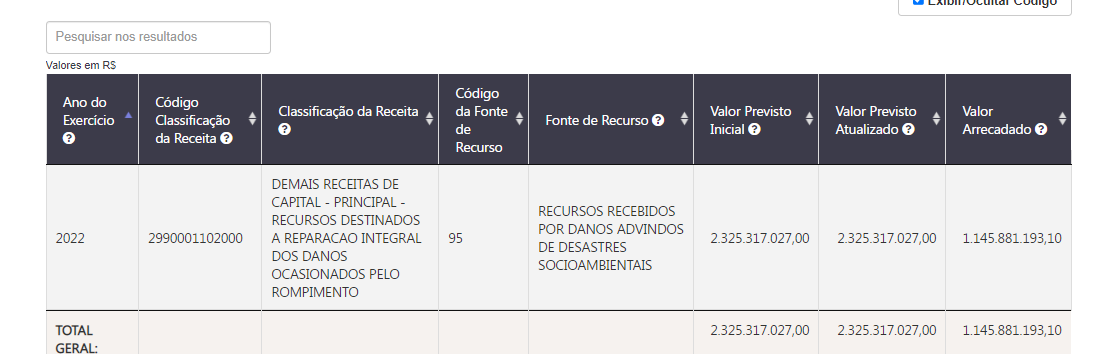 Exibir/Ocultar Código
Pesquisar nos resultados
Valores em R$
Ano do
Exercício
Código
Classificação
da Receita
Classificação da Receita
Código
da Fonte
de
Recurso
Fonte de Recurso
Valor Previsto
Inicial
Valor Previsto
Atualizado
Valor
Arrecadado
2022
2990001102000
DEMAIS RECEITAS DE
CAPITAL - PRINCIPAL -
RECURSOS DESTINADOS
A REPARACAO INTEGRAL
DOS DANOS
OCASIONADOS PELO
ROMPIMENTO
95
RECURSOS RECEBIDOS
POR DANOS ADVINDOS
DE DESASTRES
SOCIOAMBIENTAIS
2.325.317.027,00
2.325.317.027,00
1.145.881.193,10
TOTAL
GERAL:
2.325.317.027,00
2.325.317.027,00
1.145.881.193,10